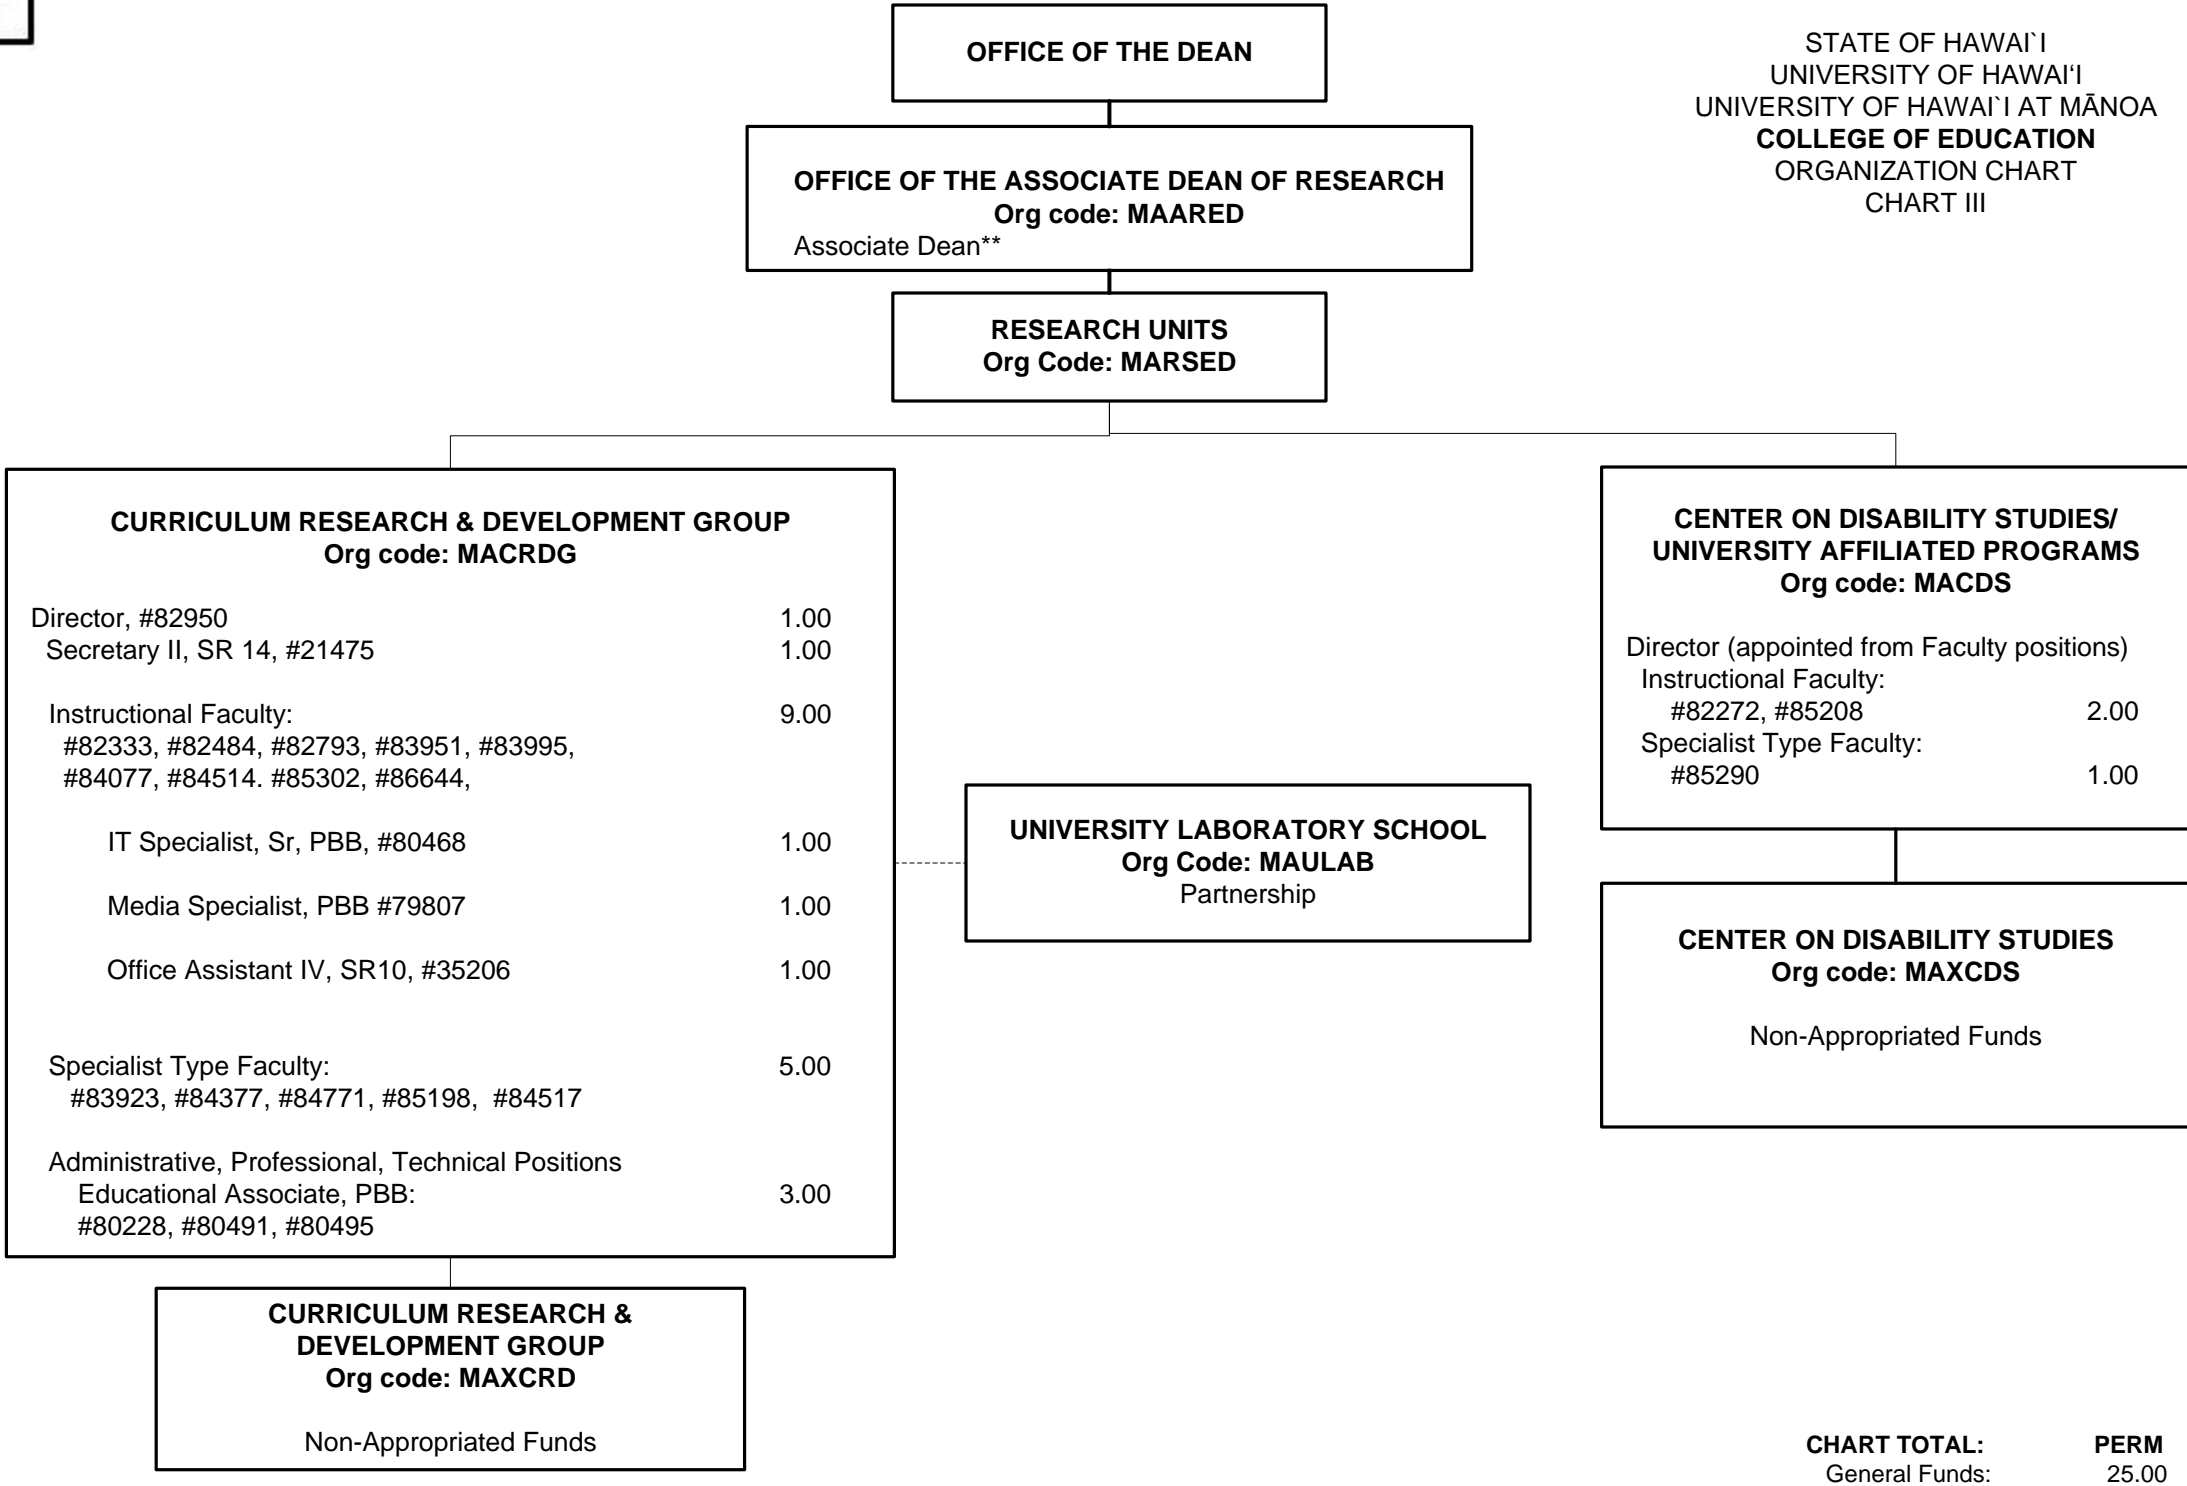 OFFICE OF THE DEAN
STATE OF HAWAI`I
UNIVERSITY OF HAWAI‘I
UNIVERSITY OF HAWAI`I AT MĀNOA
COLLEGE OF EDUCATION
ORGANIZATION CHART
CHART III
OFFICE OF THE ASSOCIATE DEAN OF RESEARCH
Org code: MAARED
Associate Dean**
RESEARCH UNITS
Org Code: MARSED
CURRICULUM RESEARCH & DEVELOPMENT GROUP
Org code: MACRDG
Director, #82950 1.00
Secretary II, SR 14, #21475 1.00
Instructional Faculty: 9.00
#82333, #82484, #82793, #83951, #83995,
#84077, #84514. #85302, #86644,
IT Specialist, Sr, PBB, #80468 1.00
Media Specialist, PBB #79807 1.00
Office Assistant IV, SR10, #35206 1.00
Specialist Type Faculty: 5.00
#83923, #84377, #84771, #85198, #84517
Administrative, Professional, Technical Positions
Educational Associate, PBB: 3.00
#80228, #80491, #80495
UNIVERSITY LABORATORY SCHOOL
Org Code: MAULAB
Partnership
CENTER ON DISABILITY STUDIES/
UNIVERSITY AFFILIATED PROGRAMS
Org code: MACDS
Director (appointed from Faculty positions)
Instructional Faculty:
#82272, #85208 2.00
Specialist Type Faculty:
#85290 1.00
CENTER ON DISABILITY STUDIES
Org code: MAXCDS
Non-Appropriated Funds
CURRICULUM RESEARCH &
DEVELOPMENT GROUP
Org code: MAXCRD
Non-Appropriated Funds
CHART TOTAL: PERM
General Funds: 25.00